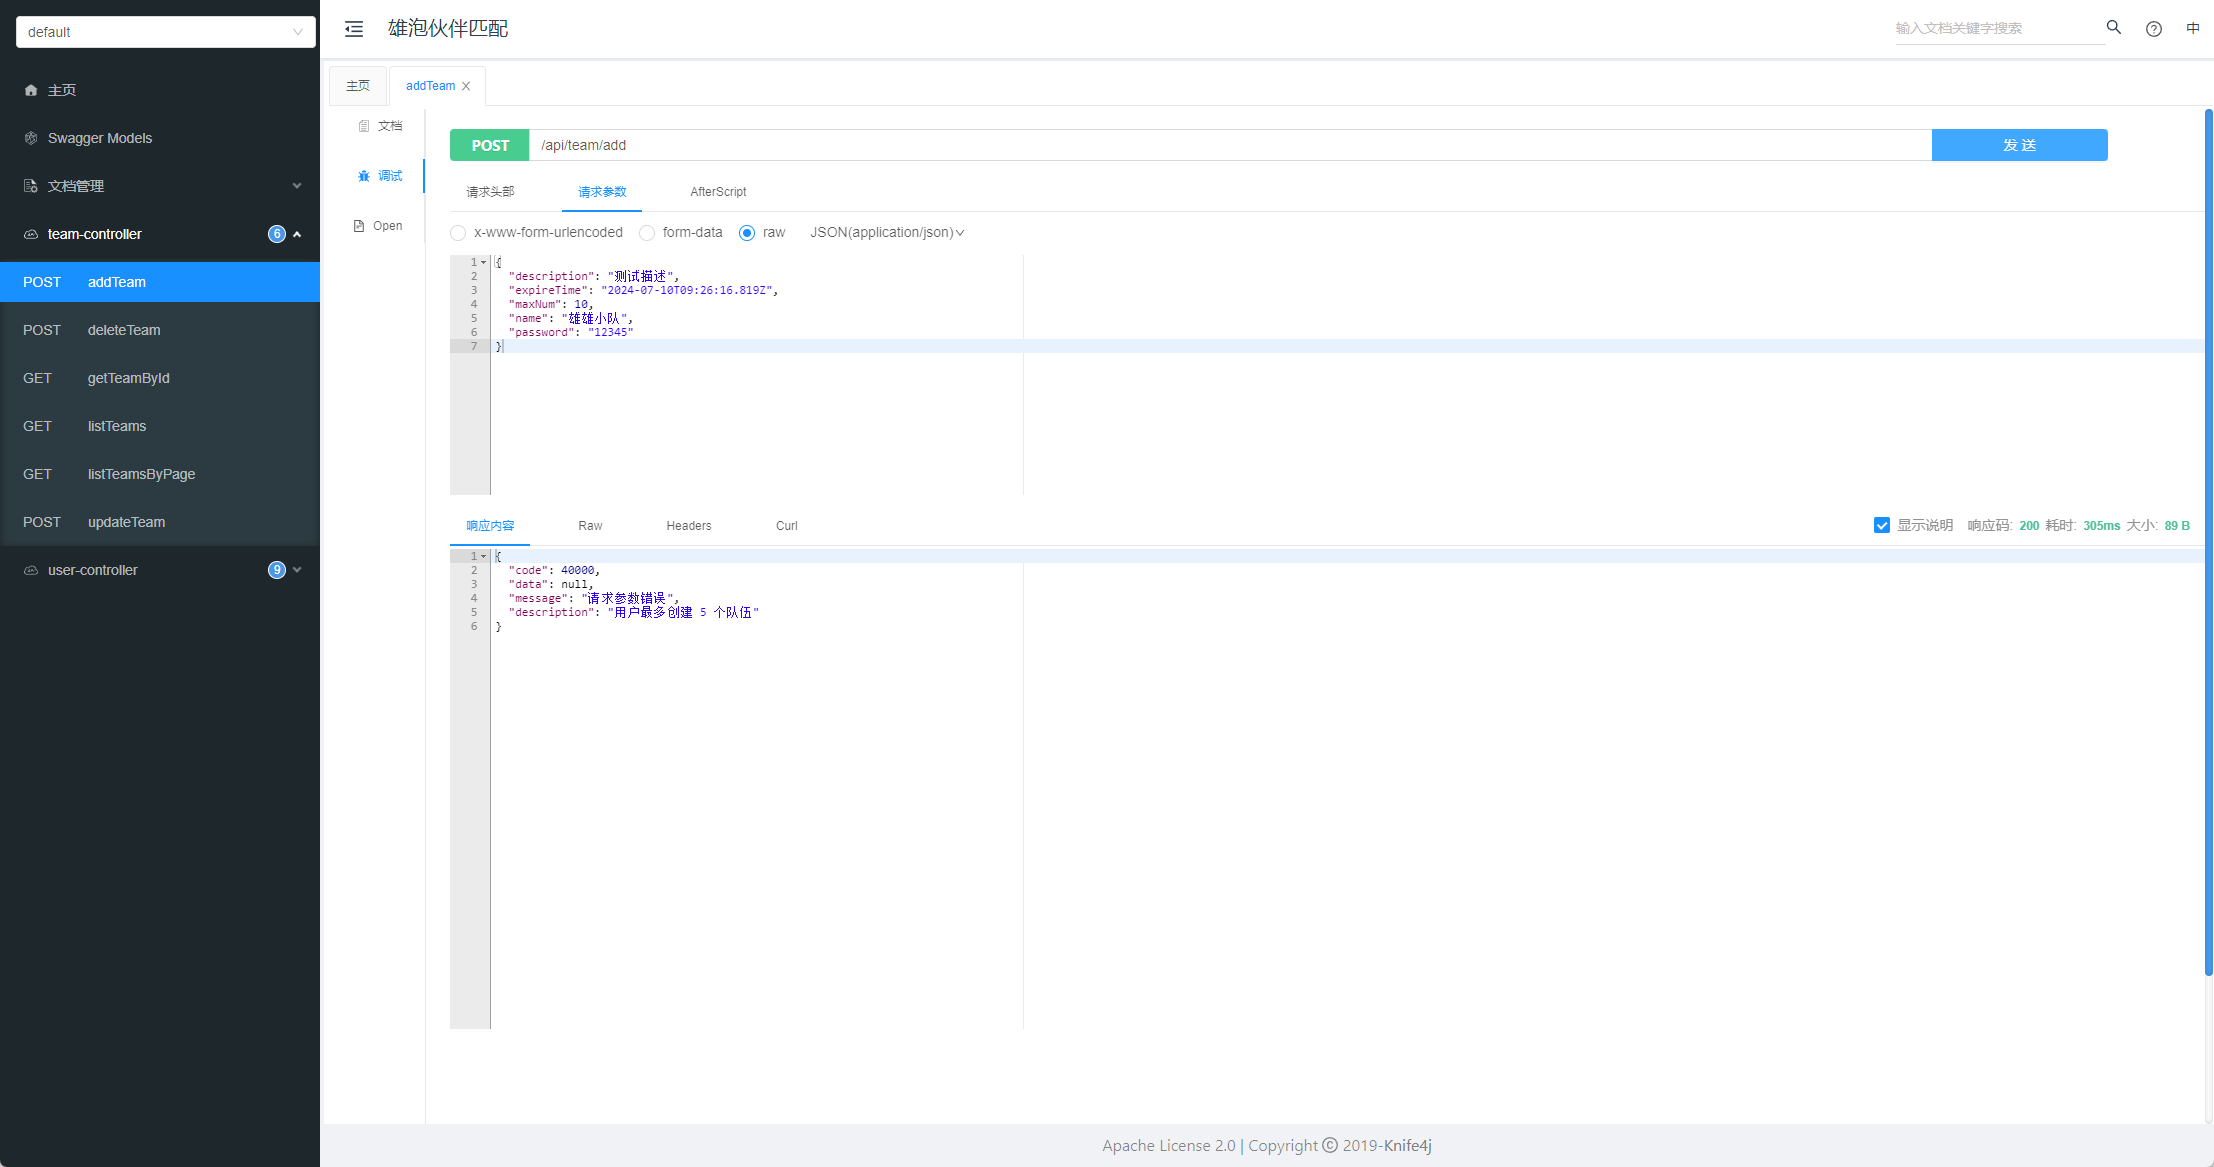 default
主页
Swagger Models
文档管理
team-controller 6
POST addTeam
POST deleteTeam
GET getTeamById
GET listTeams
GET listTeamsByPage
POST updateTeam
user-controller 9
雄泡伙伴匹配
输入文档关键字搜索
中
主页
addTeam
文档
调试
Open
POST /api/team/add 发 送
请求头部 请求参数 AfterScript
x-www-form-urlencoded form-data raw JSON(application/json)
1 {
2 "description": "测试描述",
3 "expireTime": "2024-07-10T09:26:16.819Z",
4 "maxNum": 10,
5 "name": "雄雄小队",
6 "password": "12345"
7 }
响应内容 Raw Headers Curl 显示说明 响应码: 200 耗时: 305ms 大小: 89 B
1 {
2 "code": 40000,
3 "data": null,
4 "message": "请求参数错误",
5 "description": "用户最多创建 5 个队伍"
6 }
Apache License 2.0 | Copyright © 2019-Knife4j